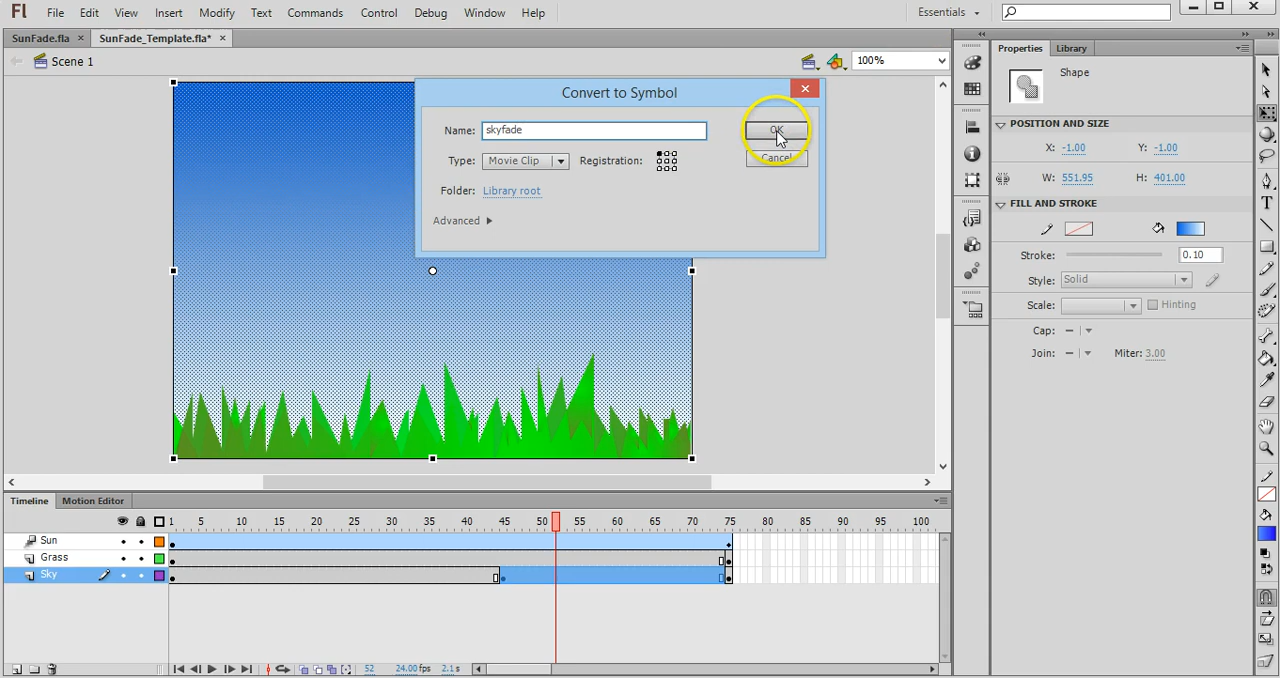 Fl File Edit View Insert Modify Text Commands Control Debug Window Help Essentials
SunFade.fla × SunFade_Template.fla* ×
Scene 1 100%
Convert to Symbol
Name: skyfade OK
Type: Movie Clip Registration: Cancel
Folder: Library root
Advanced
Properties Library
Shape
POSITION AND SIZE
X: -1.00 Y: -1.00
W: 551.95 H: 401.00
FILL AND STROKE
Stroke: 0.10
Style: Solid
Scale: Hinting
Cap:
Join: Miter: 3.00
Timeline Motion Editor
1 5 10 15 20 25 30 35 40 45 50 55 60 65 70 75 80 85 90 95 100
Sun
Grass
Sky
52 24.00 fps 2.1 s